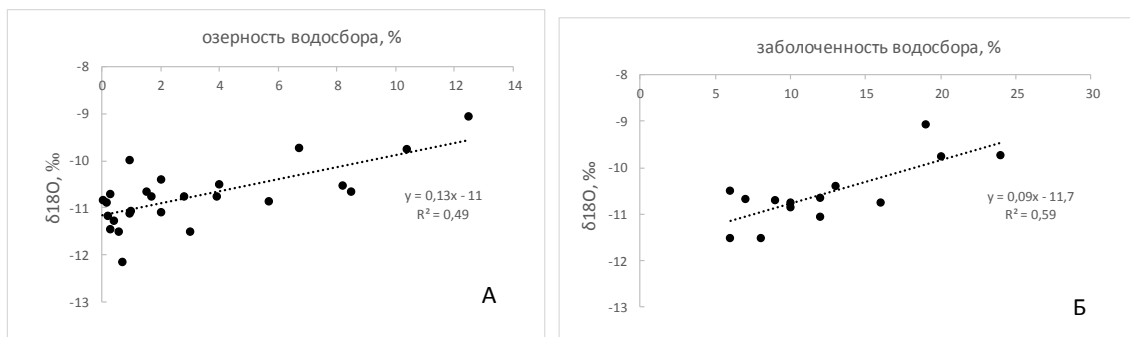 озерность водосбора, %
-8
0
2
4
6
8
10
12
14
-9
-10
-11
-12
-13
δ18O, ‰
y = 0,13x - 11
R² = 0,49
А
заболоченность водосбора, %
-8
0
5
10
15
20
25
30
-9
-10
-11
-12
-13
δ18O, ‰
y = 0,09x - 11,7
R² = 0,59
Б